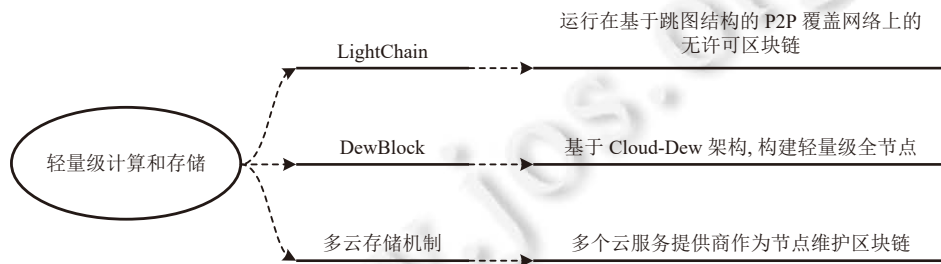 运行在基于跳图结构的 P2P 覆盖网络上的
无许可区块链
LightChain
轻量级计算和存储
DewBlock
基于 Cloud-Dew 架构, 构建轻量级全节点
多云存储机制
多个云服务提供商作为节点维护区块链